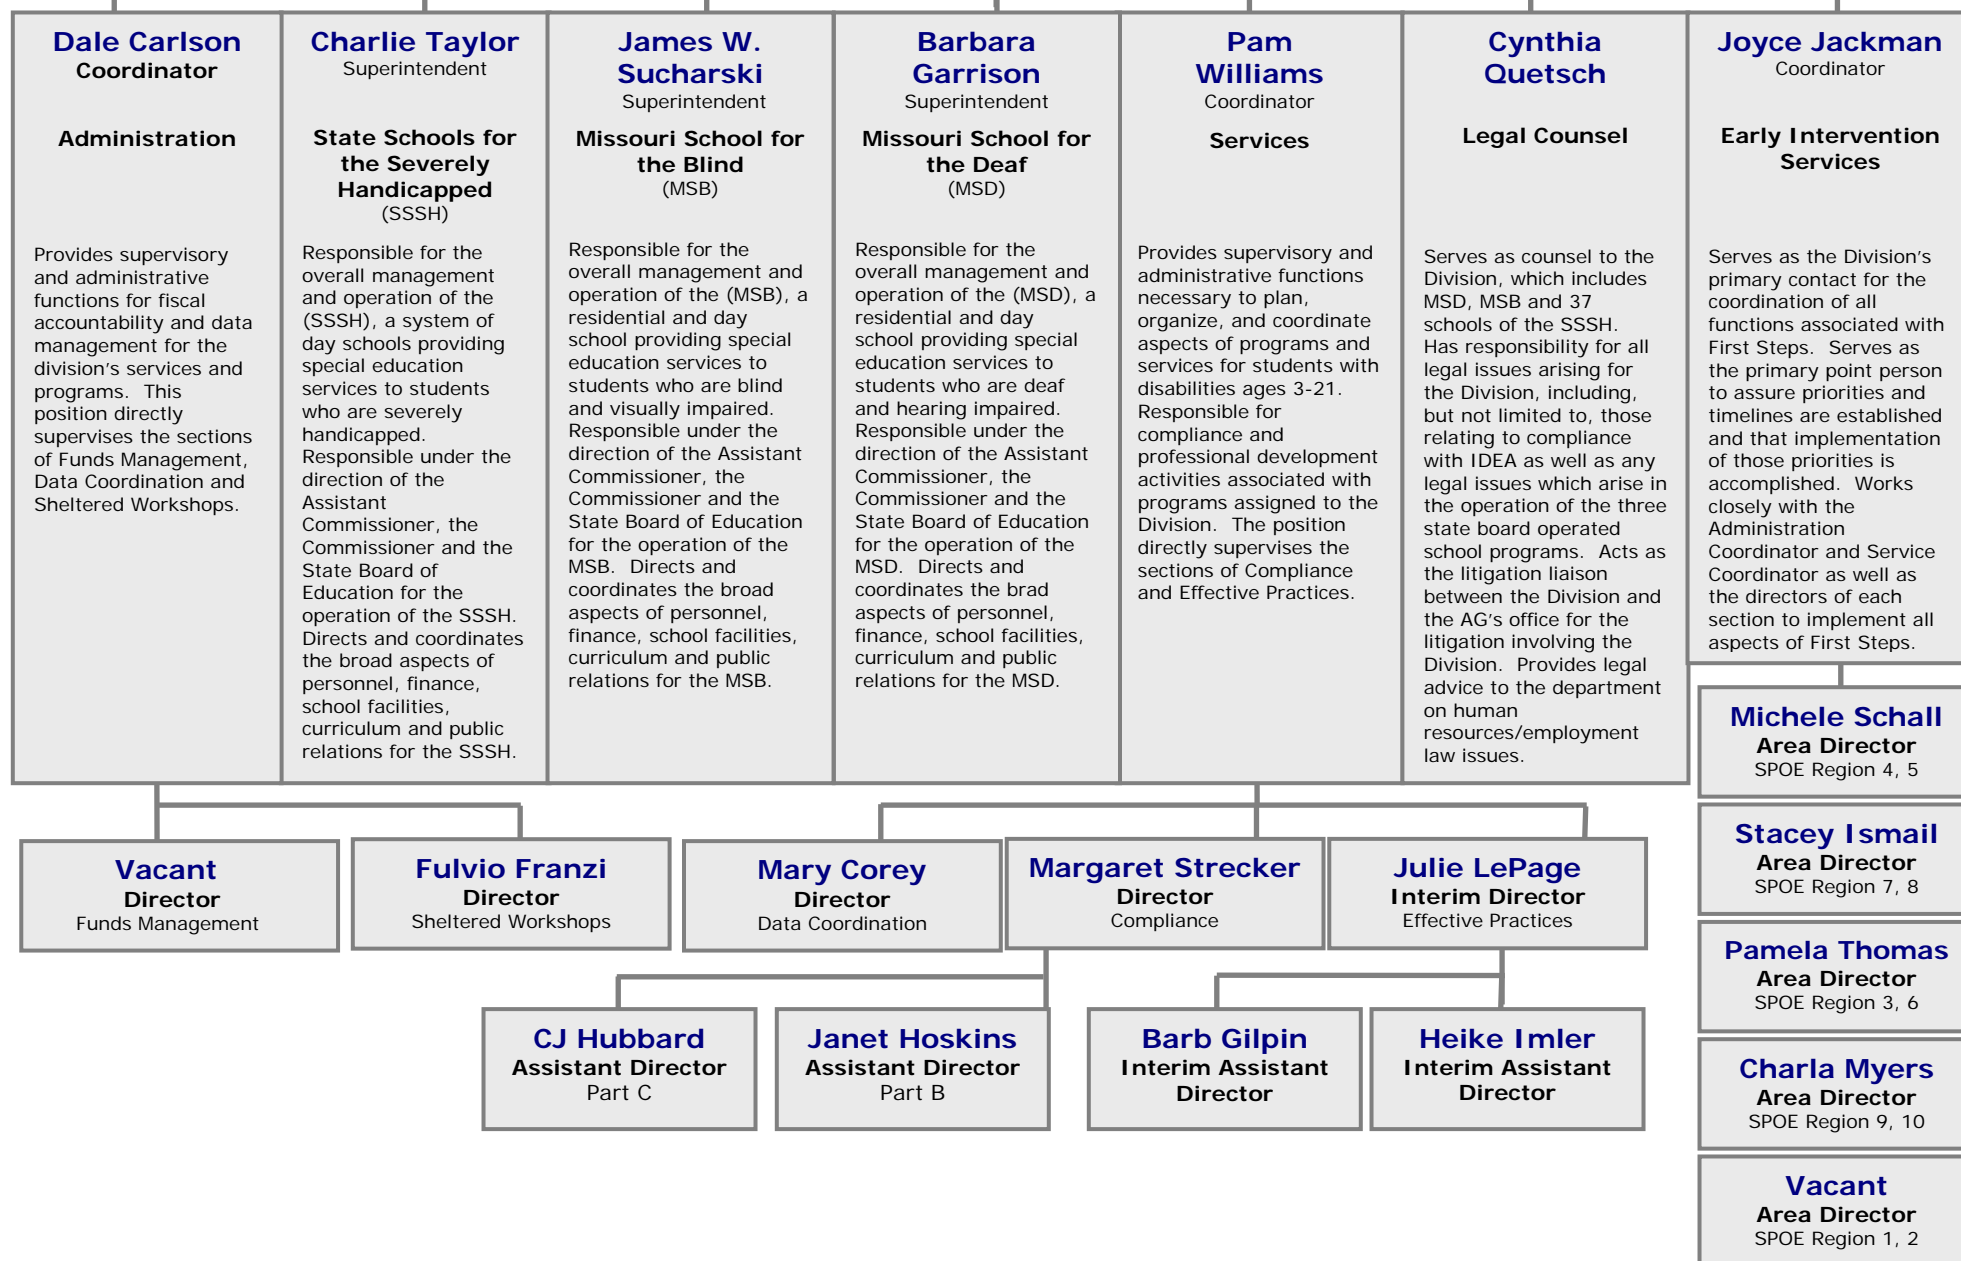 Dale Carlson
Coordinator
Administration
Provides supervisory
and administrative
functions for fiscal
accountability and data
management for the
division's services and
programs. This
position directly
supervises the sections
of Funds Management,
Data Coordination and
Sheltered Workshops.
Charlie Taylor
Superintendent
State Schools for
the Severely
Handicapped
(SSSH)
Responsible for the
overall management
and operation of the
(SSSH), a system of
day schools providing
special education
services to students
who are severely
handicapped.
Responsible under the
direction of the
Assistant
Commissioner, the
Commissioner and the
State Board of
Education for the
operation of the SSSH.
Directs and coordinates
the broad aspects of
personnel, finance,
school facilities,
curriculum and public
relations for the SSSH.
James W.
Sucharski
Superintendent
Missouri School for
the Blind
(MSB)
Responsible for the
overall management and
operation of the (MSB), a
residential and day
school providing special
education services to
students who are blind
and visually impaired.
Responsible under the
direction of the Assistant
Commissioner, the
Commissioner and the
State Board of Education
for the operation of the
MSB. Directs and
coordinates the broad
aspects of personnel,
finance, school facilities,
curriculum and public
relations for the MSB.
Barbara
Garrison
Superintendent
Missouri School for
the Deaf
(MSD)
Responsible for the
overall management and
operation of the (MSD), a
residential and day
school providing special
education services to
students who are deaf
and hearing impaired.
Responsible under the
direction of the Assistant
Commissioner, the
Commissioner and the
State Board of Education
for the operation of the
MSD. Directs and
coordinates the brad
aspects of personnel,
finance, school facilities,
curriculum and public
relations for the MSD.
Pam
Williams
Coordinator
Services
Provides supervisory and
administrative functions
necessary to plan,
organize, and coordinate
aspects of programs and
services for students with
disabilities ages 3-21.
Responsible for
compliance and
professional development
activities associated with
programs assigned to the
Division. The position
directly supervises the
sections of Compliance
and Effective Practices.
Cynthia
Quetsch
Legal Counsel
Serves as counsel to the
Division, which includes
MSD, MSB and 37
schools of the SSSH.
Has responsibility for all
legal issues arising for
the Division, including,
but not limited to, those
relating to compliance
with IDEA as well as any
legal issues which arise in
the operation of the three
state board operated
school programs. Acts as
the litigation liaison
between the Division and
the AG's office for the
litigation involving the
Division. Provides legal
advice to the department
on human
resources/employment
law issues.
Joyce Jackman
Coordinator
Early Intervention
Services
Serves as the Division's
primary contact for the
coordination of all
functions associated with
First Steps. Serves as
the primary point person
to assure priorities and
timelines are established
and that implementation
of those priorities is
accomplished. Works
closely with the
Administration
Coordinator and Service
Coordinator as well as
the directors of each
section to implement all
aspects of First Steps.
Michele Schall
Area Director
SPOE Region 4, 5
Stacey Ismail
Area Director
SPOE Region 7, 8
Pamela Thomas
Area Director
SPOE Region 3, 6
Charla Myers
Area Director
SPOE Region 9, 10
Vacant
Area Director
SPOE Region 1, 2
Vacant
Director
Funds Management
Fulvio Franzi
Director
Sheltered Workshops
Mary Corey
Director
Data Coordination
Margaret Strecker
Director
Compliance
Julie LePage
Interim Director
Effective Practices
CJ Hubbard
Assistant Director
Part C
Janet Hoskins
Assistant Director
Part B
Barb Gilpin
Interim Assistant
Director
Heike Imler
Interim Assistant
Director